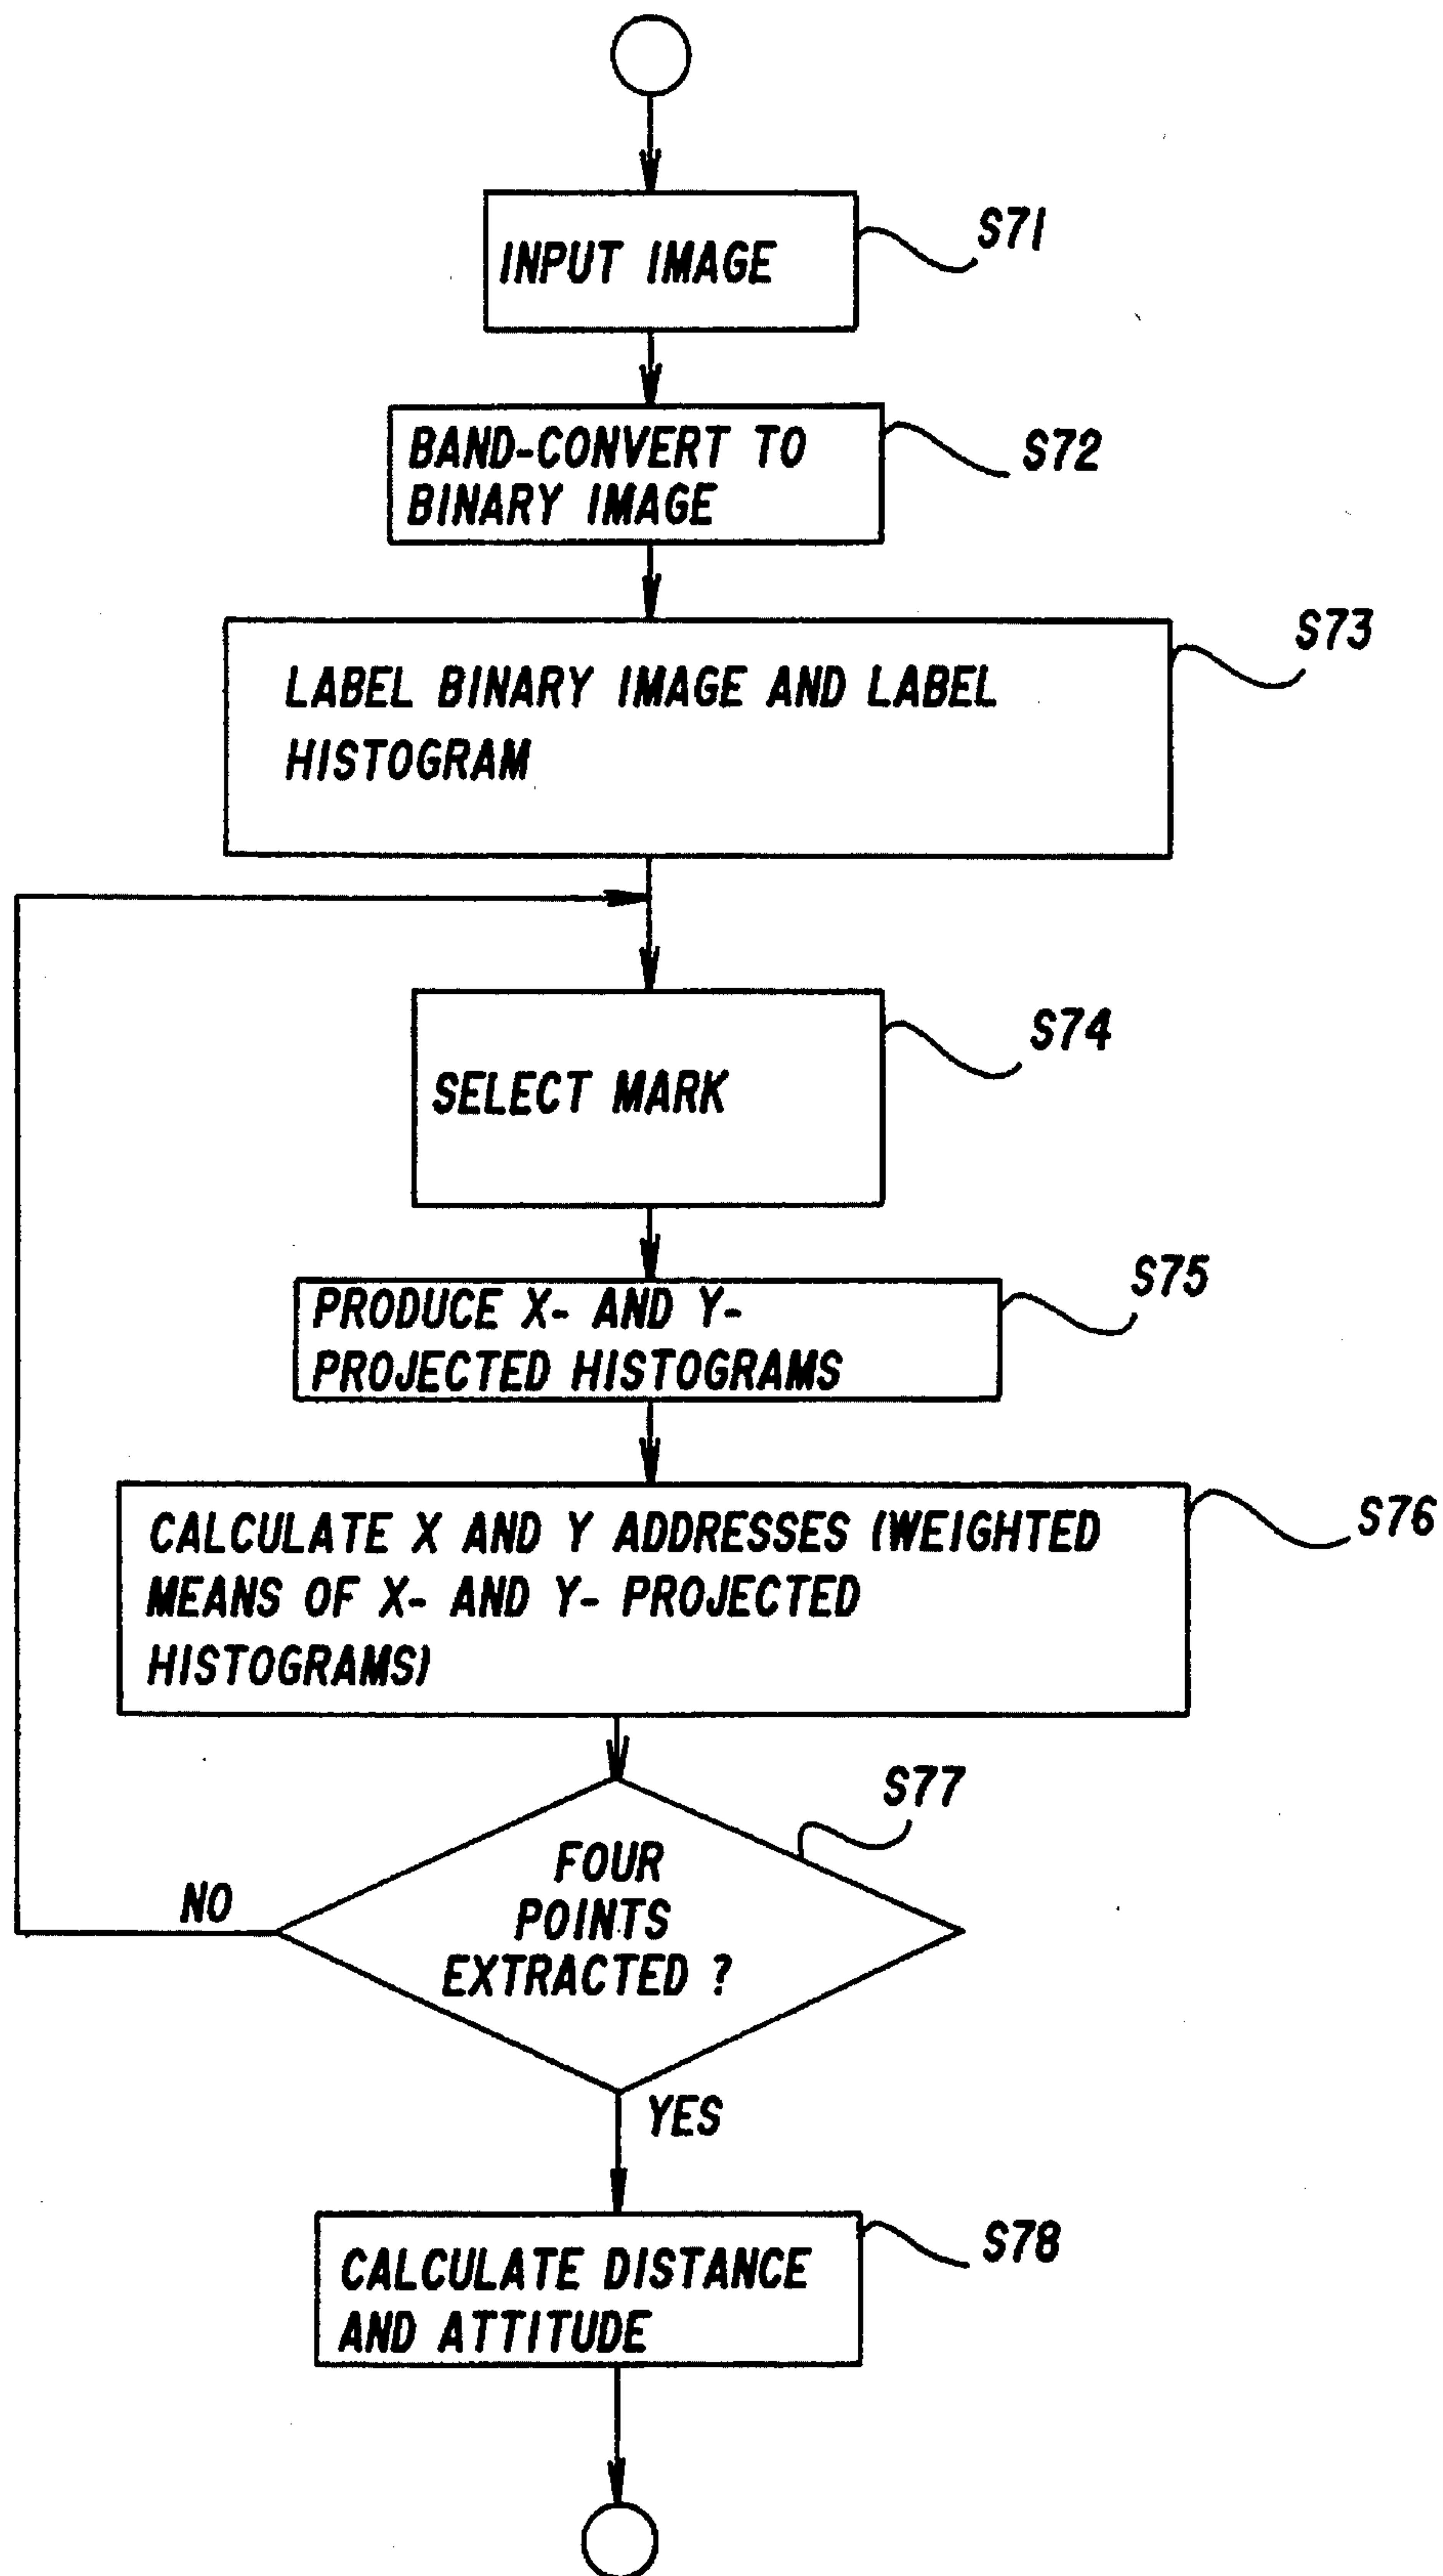 INPUT IMAGE
S71
BAND-CONVERT TO
BINARY IMAGE
S72
LABEL BINARY IMAGE AND LABEL
HISTOGRAM
S73
SELECT MARK
S74
PRODUCE X- AND Y-
PROJECTED HISTOGRAMS
S75
CALCULATE X AND Y ADDRESSES (WEIGHTED
MEANS OF X- AND Y- PROJECTED
HISTOGRAMS)
S76
FOUR
POINTS
EXTRACTED ?
S77
NO
YES
CALCULATE DISTANCE
AND ATTITUDE
S78